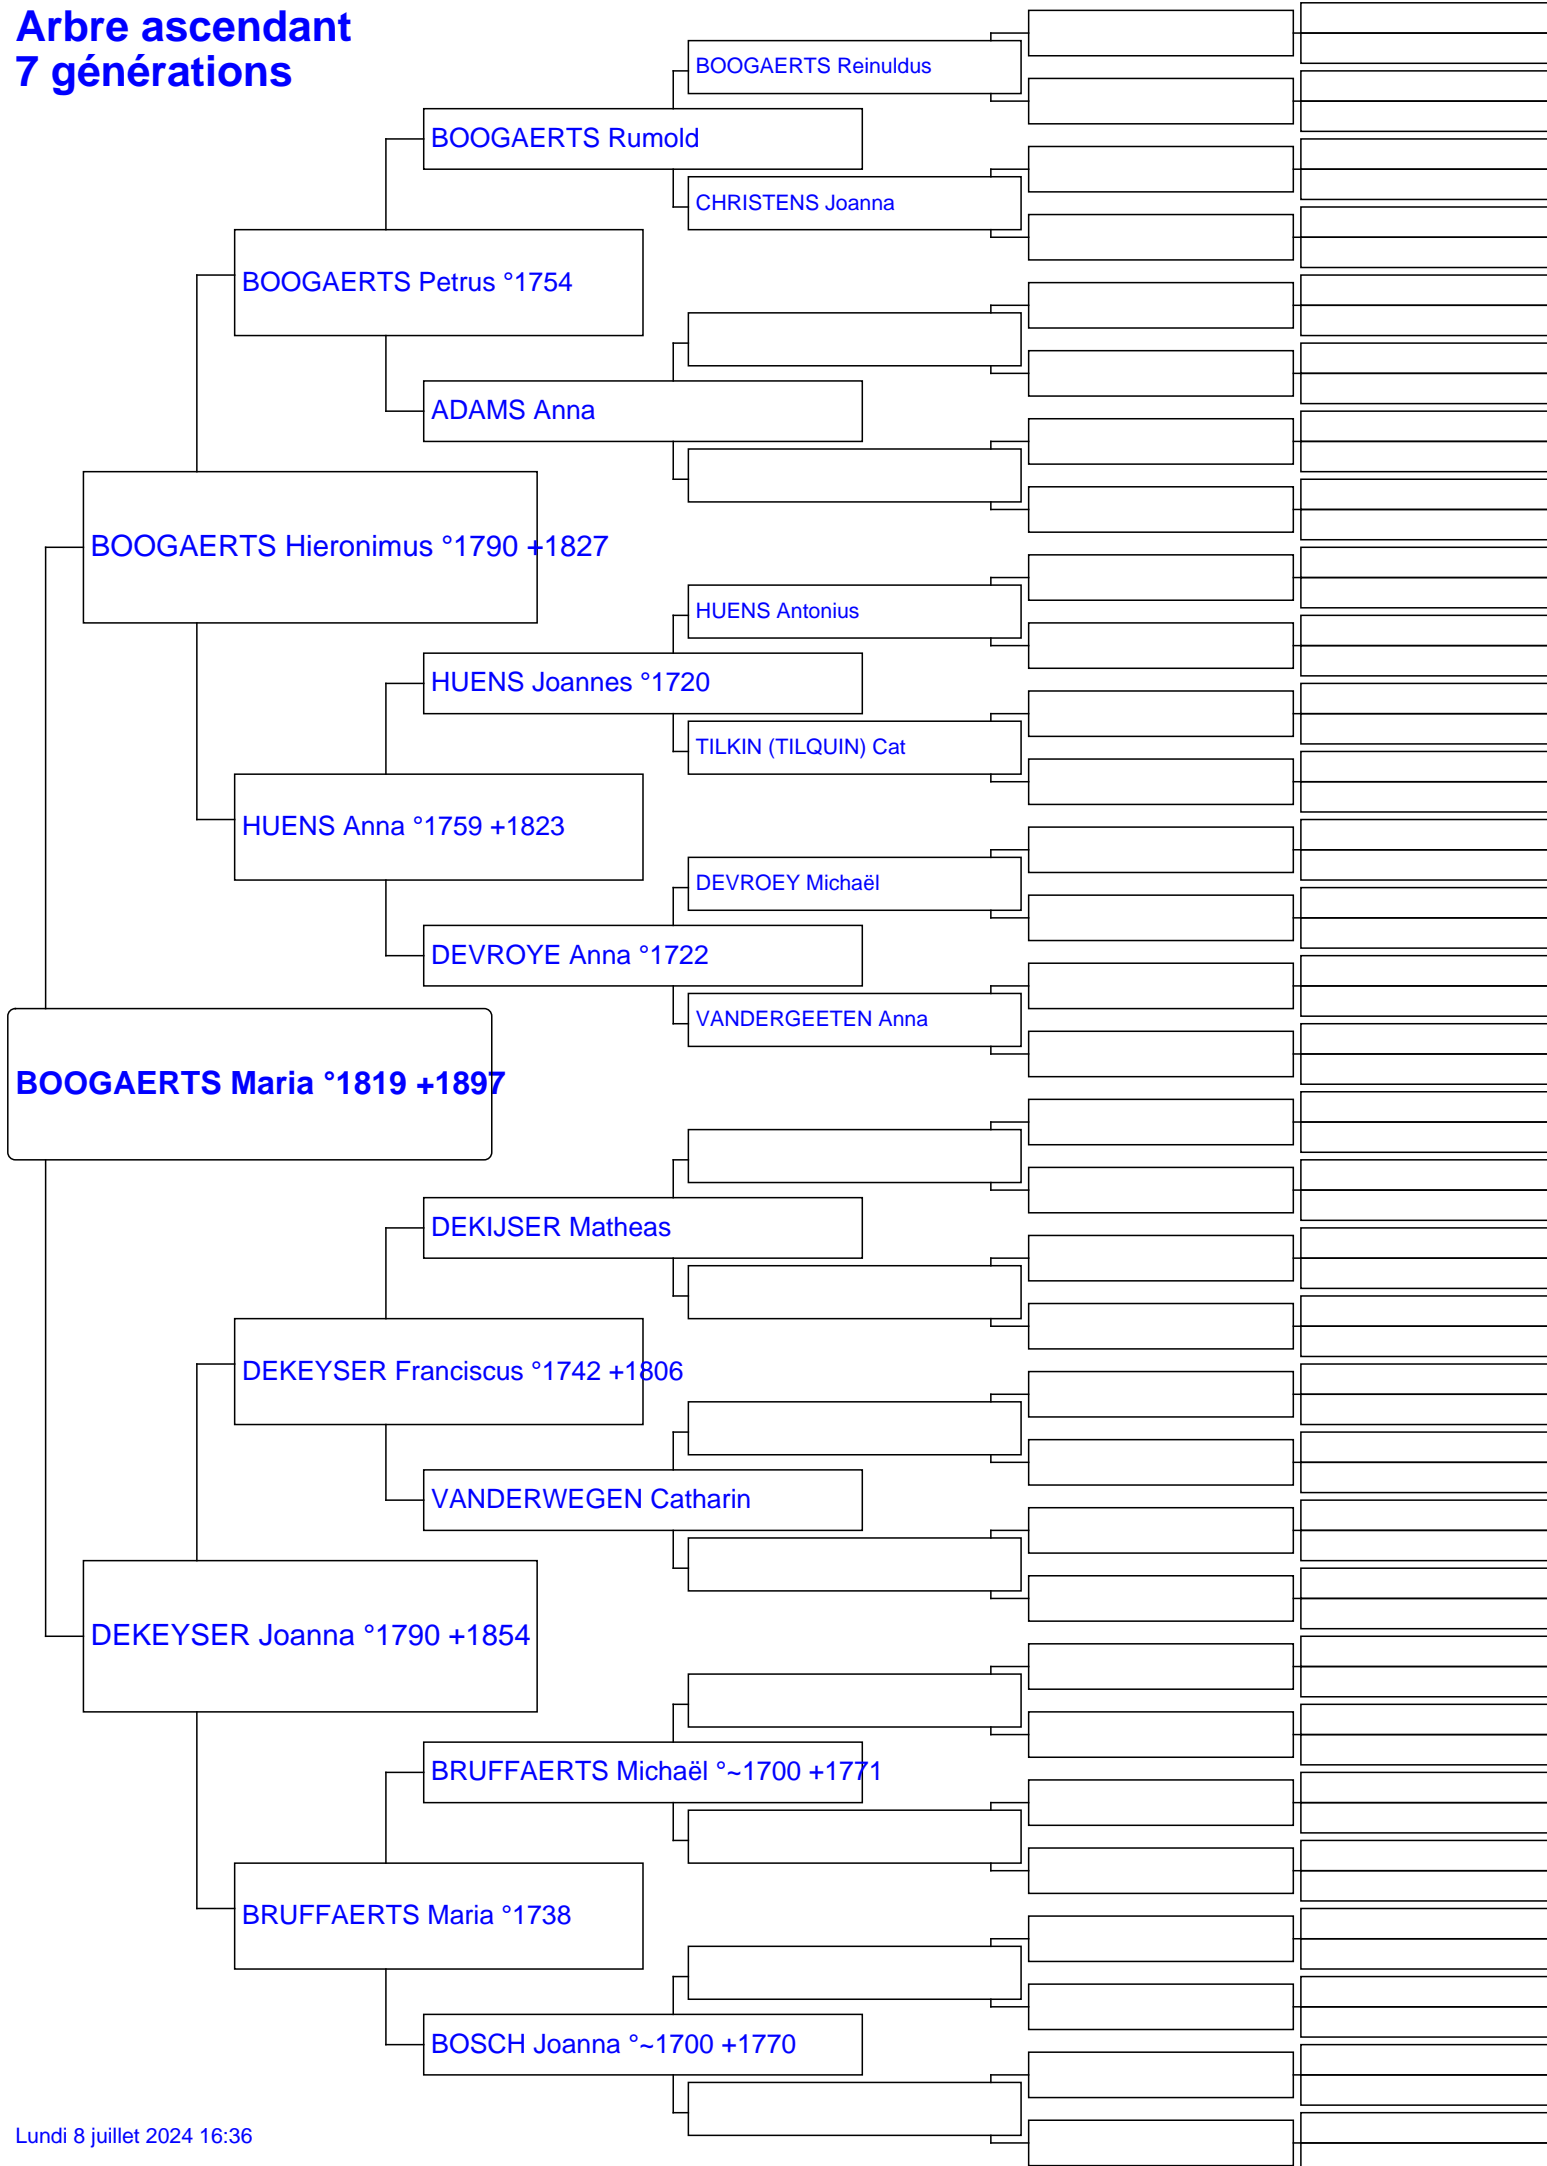 Arbre ascendant
7 générations
BOOGAERTS Reinuldus
BOOGAERTS Rumold
CHRISTENS Joanna
BOOGAERTS Petrus °1754
ADAMS Anna
BOOGAERTS Hieronimus °1790 +1827
HUENS Antonius
HUENS Joannes °1720
TILKIN (TILQUIN) Cat
HUENS Anna °1759 +1823
DEVROEY Michaël
DEVROYE Anna °1722
VANDERGEETEN Anna
BOOGAERTS Maria °1819 +1897
DEKIJSER Matheas
DEKEYSER Franciscus °1742 +1806
VANDERWEGEN Catharin
DEKEYSER Joanna °1790 +1854
BRUFFAERTS Michaël °~1700 +1771
BRUFFAERTS Maria °1738
BOSCH Joanna °~1700 +1770
Lundi 8 juillet 2024 16:36